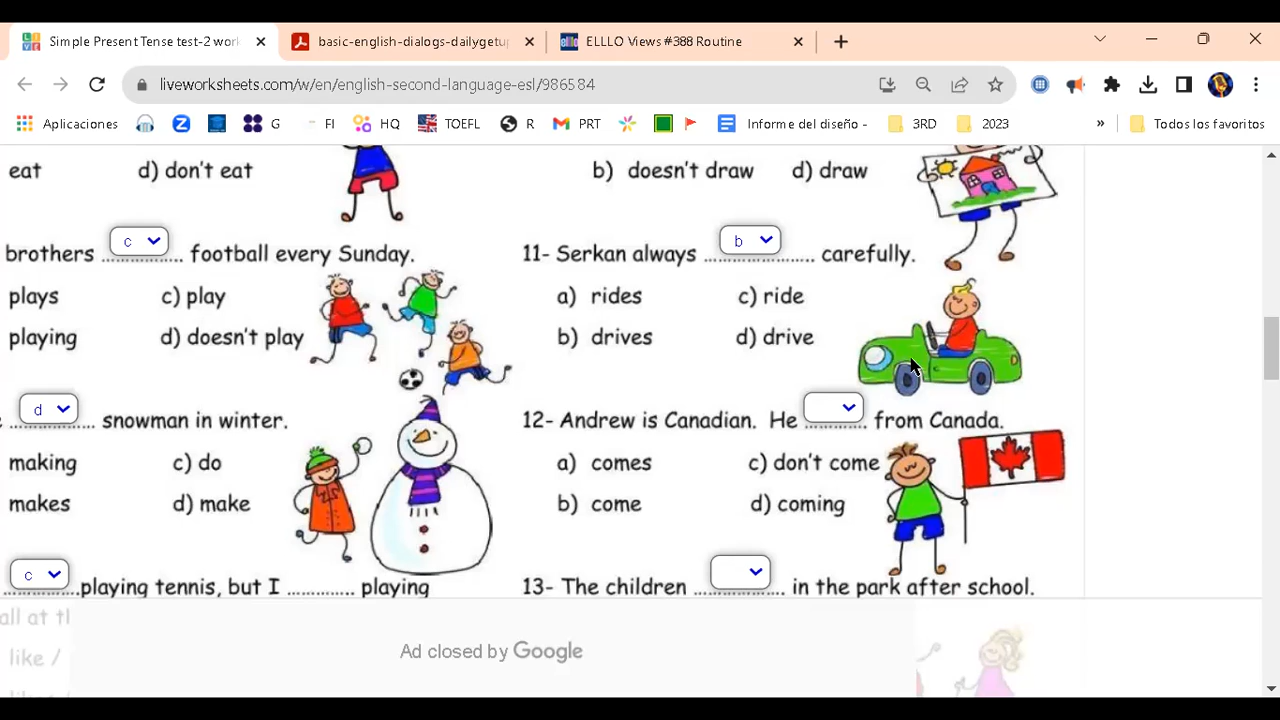 Simple Present Tense test-2 worl
basic-english-dialogs-dailygetup
ELLLO Views #388 Routine
liveworksheets.com/w/en/english-second-language-esl/986584
Aplicaciones
G
FI
HQ
TOEFL
R
PRT
Informe del diseño -
3RD
2023
»
Todos los favoritos
eat
d) don't eat
brothers c football every Sunday.
plays
c) play
playing
d) doesn't play
d snowman in winter.
making
c) do
makes
d) make
c playing tennis, but I ............. playing
like /
b) doesn't draw
d) draw
11- Serkan always b carefully.
a) rides
c) ride
b) drives
d) drive
12- Andrew is Canadian. He ........... from Canada.
a) comes
c) don't come
b) come
d) coming
13- The children ................ in the park after school.
Ad closed by Google